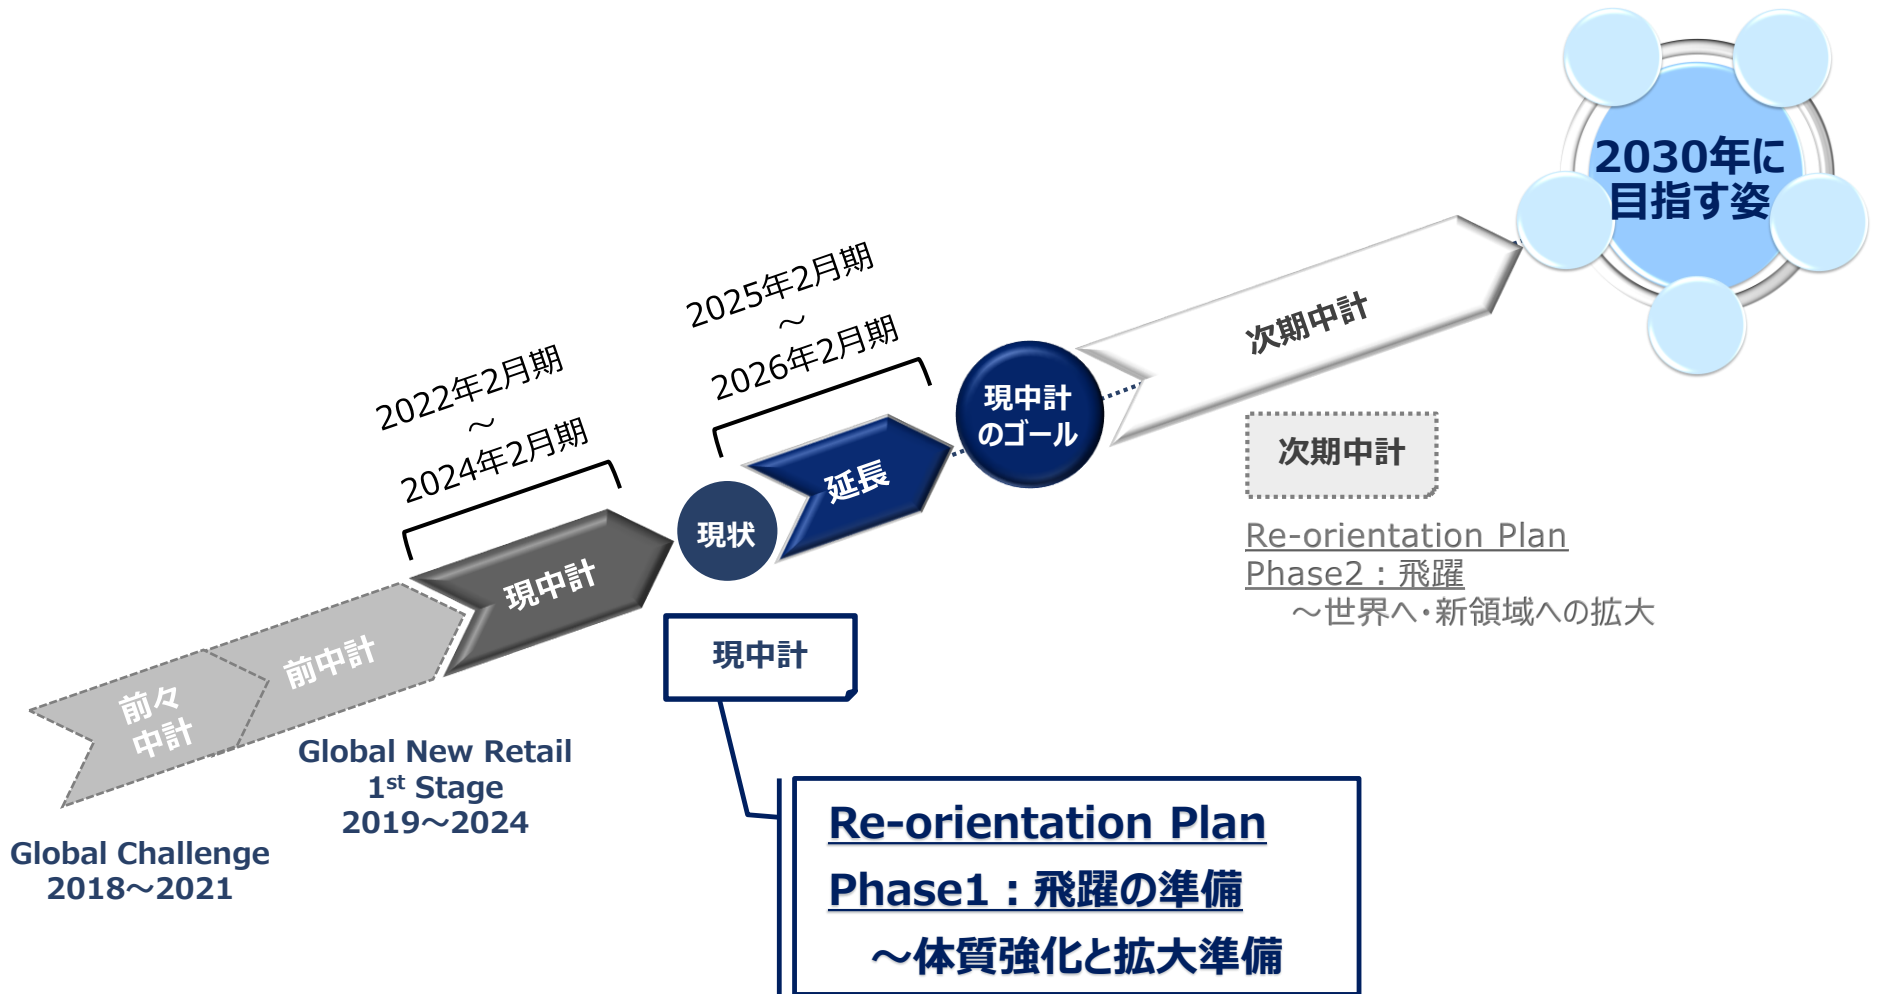 2030年に
目指す姿
次期中計
2025年2月期
～
2026年2月期
現中計
のゴール
延長
2022年2月期
～
2024年2月期
現状
現中計
前中計
前々
中計
次期中計
Re-orientation Plan
Phase2：飛躍
～世界へ・新領域への拡大
現中計
Global New Retail
1st Stage
2019～2024
Global Challenge
2018～2021
Re-orientation Plan
Phase1：飛躍の準備
～体質強化と拡大準備